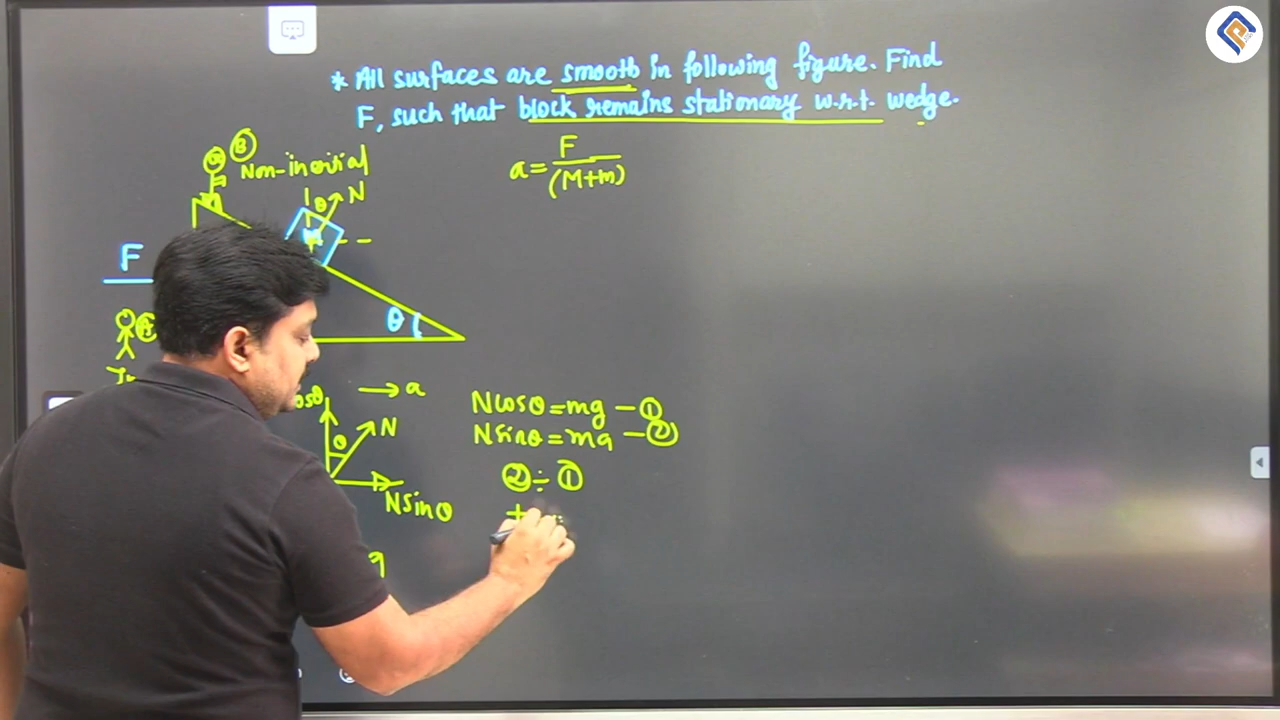 * All surfaces are smooth in following figure. Find
F, such that block remains stationary w.r.t. wedge.
B
Non-inertial
a = F/(M+m)
θ
N
F
θ
A
cosθ
→ a
θ
N
Nsinθ
Ncosθ = mg – ①
Nsinθ = ma – ②
② ÷ ①